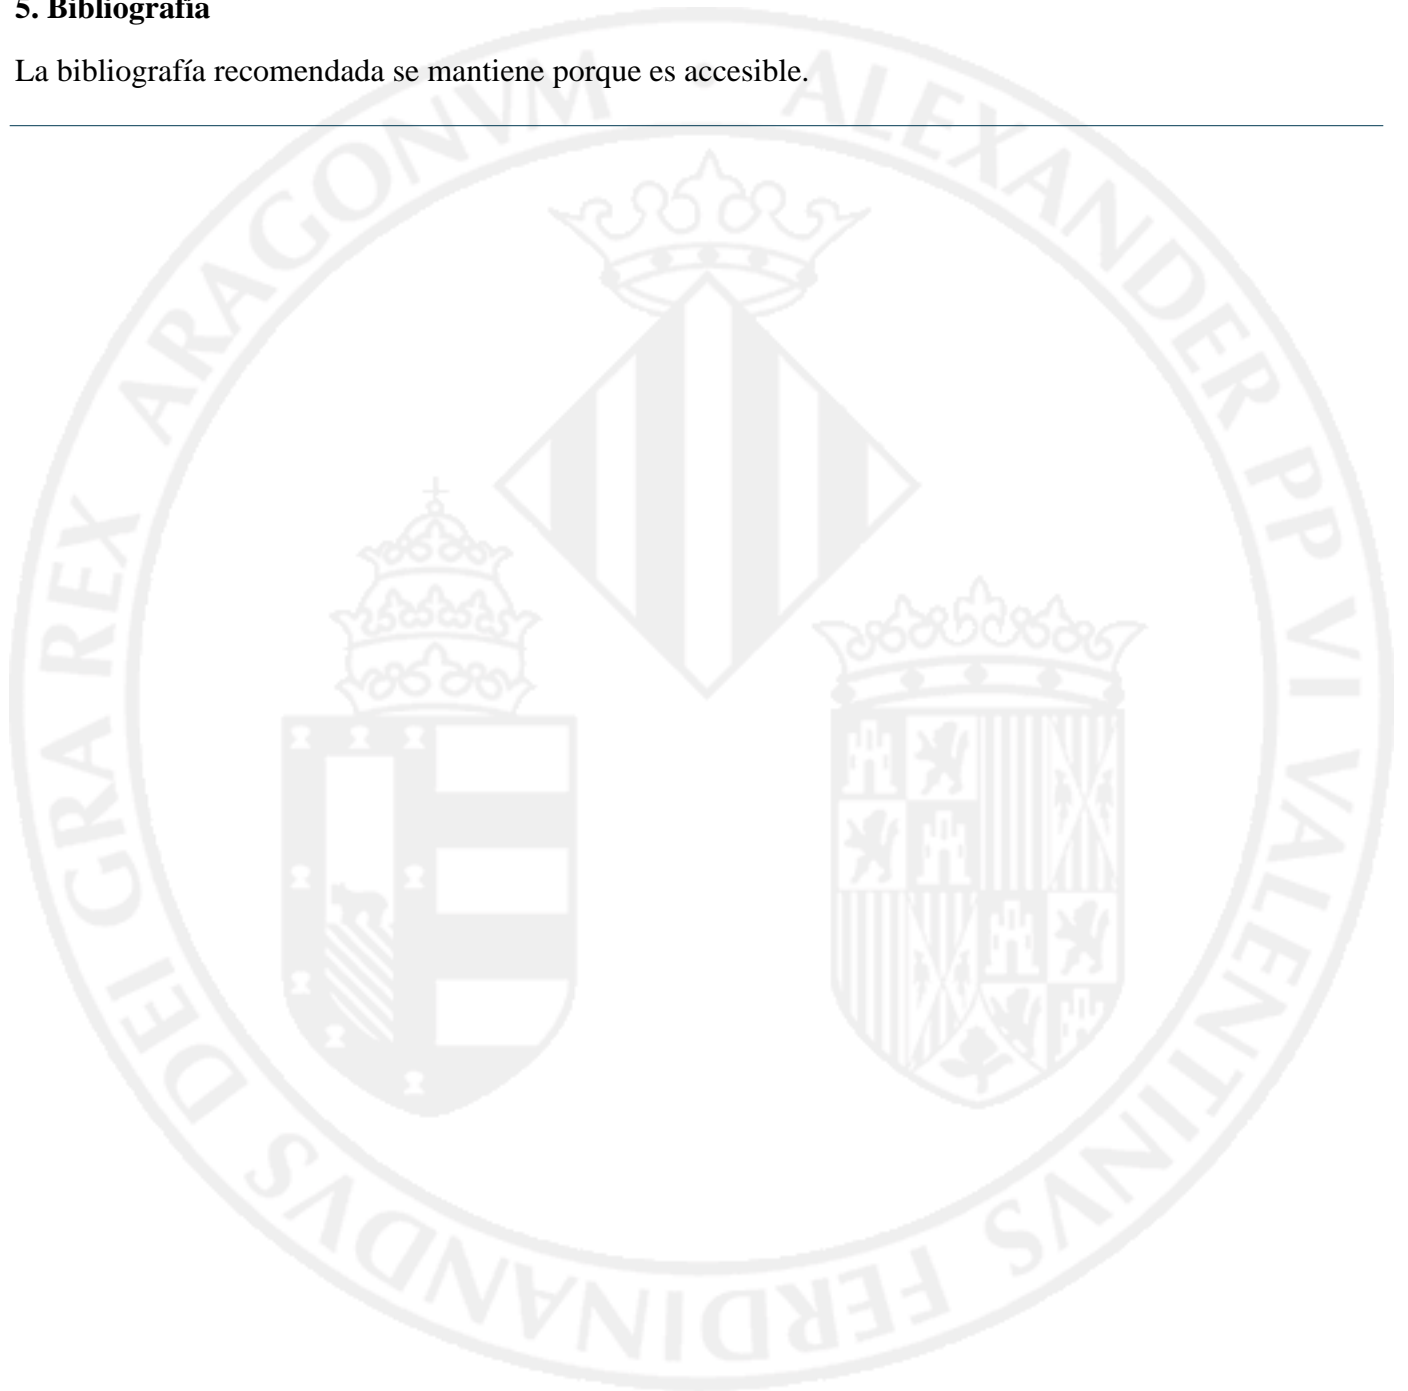 5. Bibliografía
La bibliografía recomendada se mantiene porque es accesible.
ALEXANDER PP VI VALENTINVS FERDINANDVS DEI GRA REX ARAGONVM